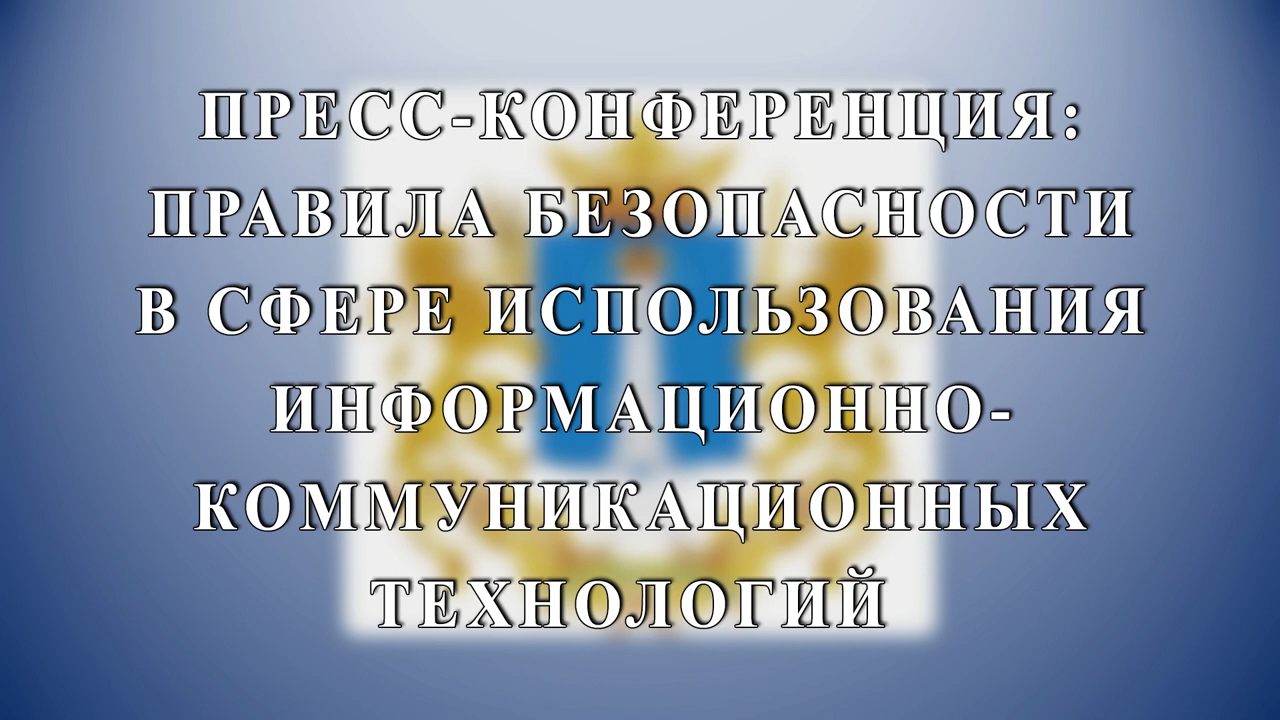 ПРЕСС-КОНФЕРЕНЦИЯ:
ПРАВИЛА БЕЗОПАСНОСТИ
В СФЕРЕ ИСПОЛЬЗОВАНИЯ
ИНФОРМАЦИОННО-
КОММУНИКАЦИОННЫХ
ТЕХНОЛОГИЙ